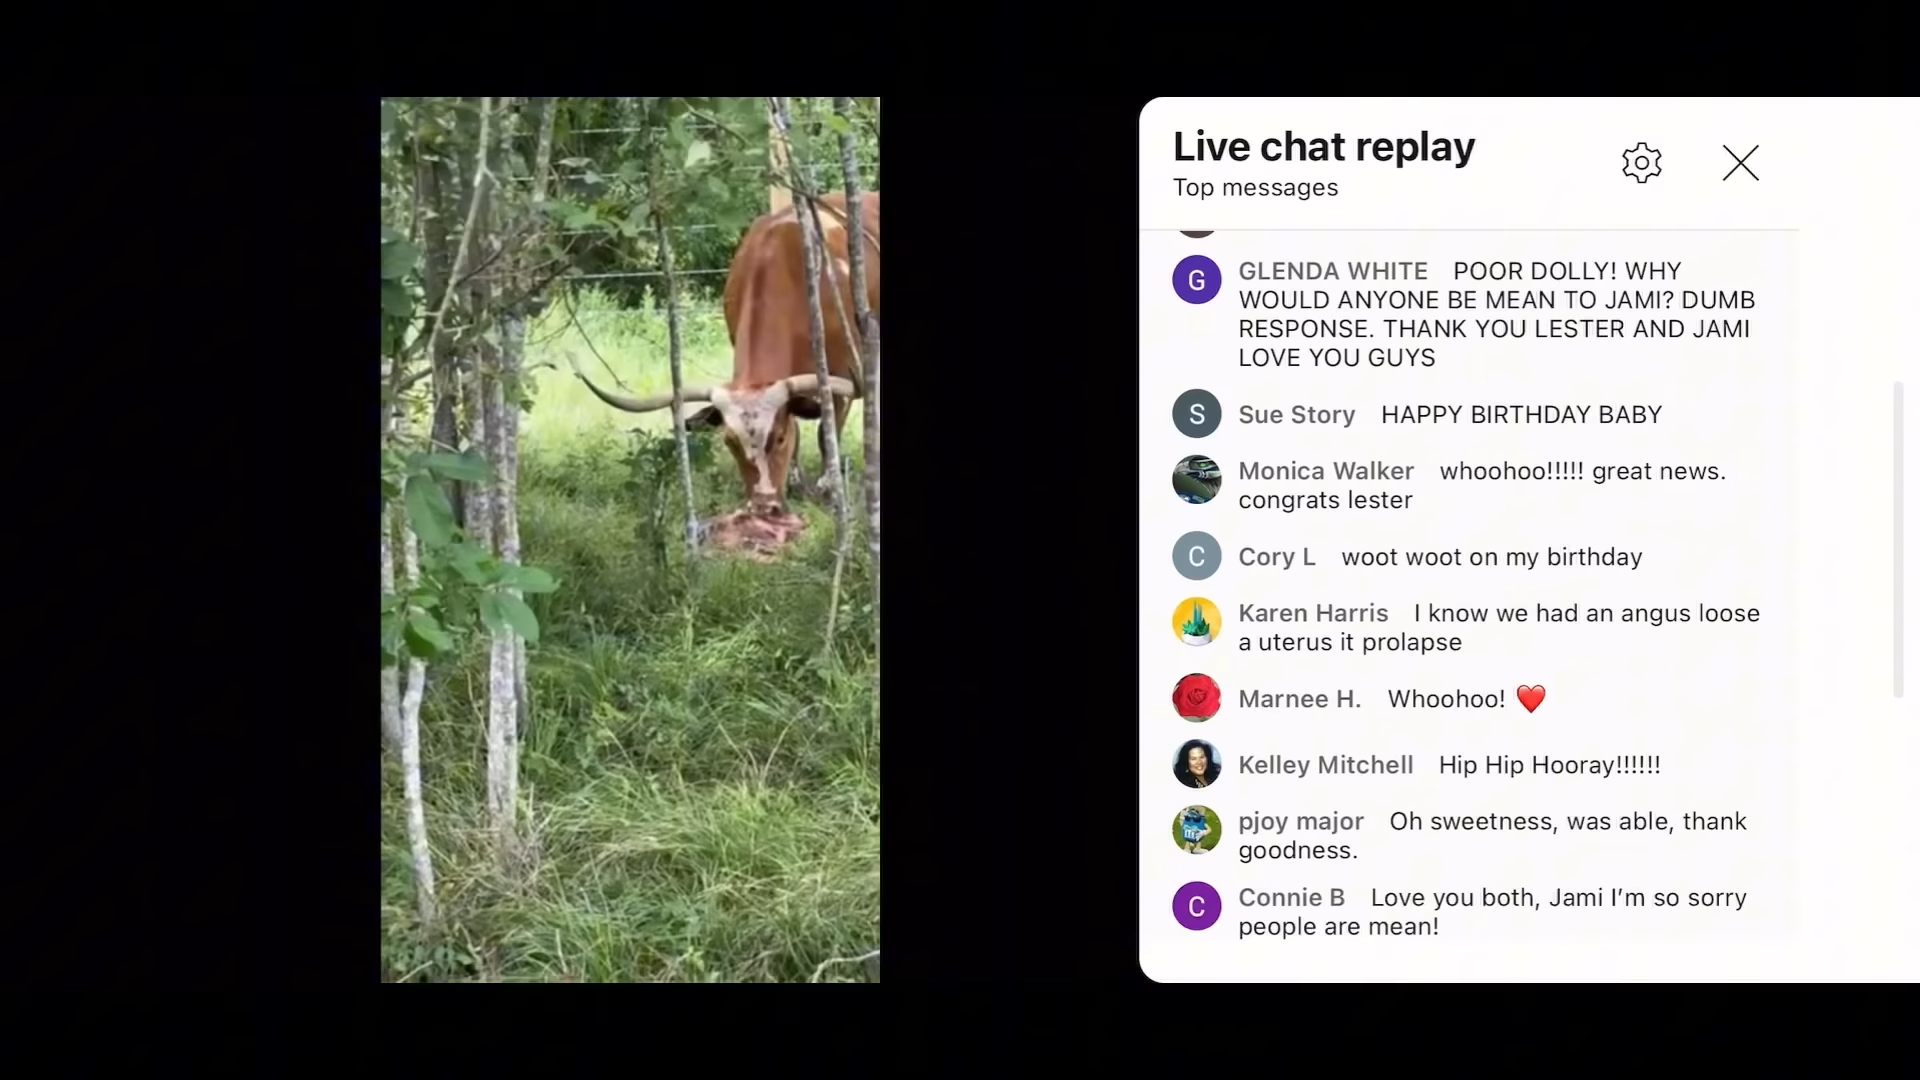 Live chat replay
Top messages
G
GLENDA WHITE POOR DOLLY! WHY
WOULD ANYONE BE MEAN TO JAMI? DUMB
RESPONSE. THANK YOU LESTER AND JAMI
LOVE YOU GUYS
S
Sue Story HAPPY BIRTHDAY BABY
Monica Walker whoohoo!!!!! great news.
congrats lester
C
Cory L woot woot on my birthday
Karen Harris I know we had an angus loose
a uterus it prolapse
Marnee H. Whoohoo! ❤️
Kelley Mitchell Hip Hip Hooray!!!!!!
pjoy major Oh sweetness, was able, thank
goodness.
C
Connie B Love you both, Jami I’m so sorry
people are mean!